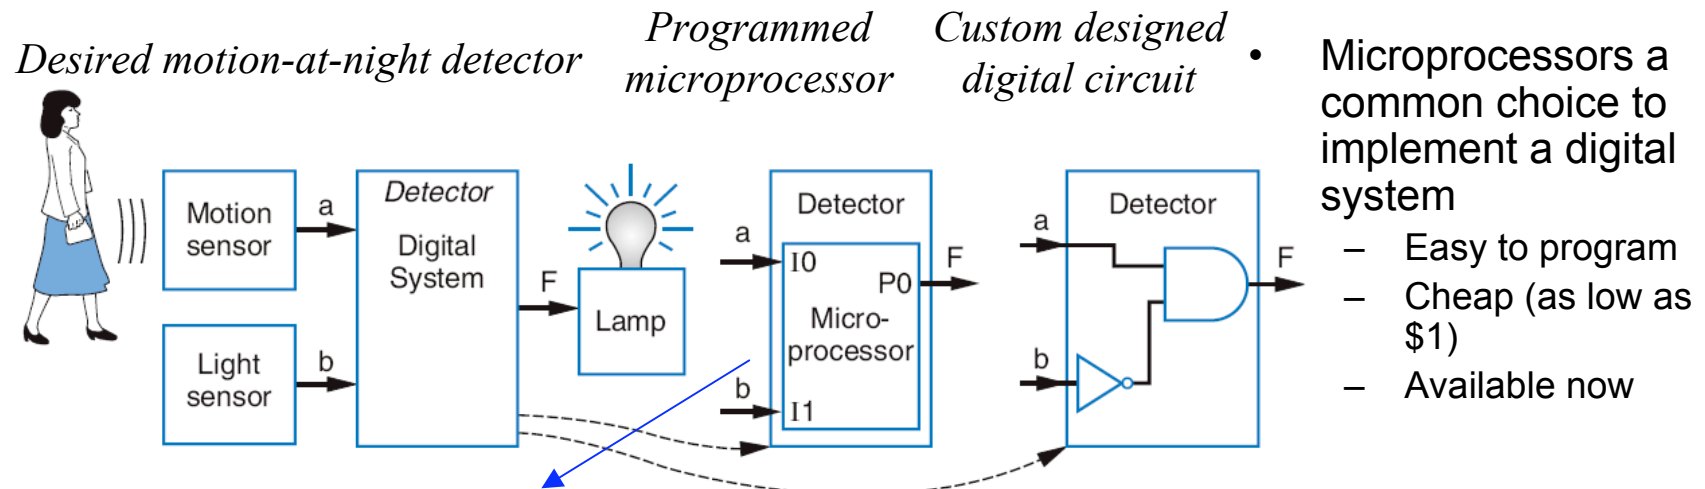 Desired motion-at-night detector
Programmed
microprocessor
Custom designed
digital circuit
• Microprocessors a
common choice to
implement a digital
system
– Easy to program
– Cheap (as low as
$1)
– Available now
Motion
sensor
a
Light
sensor
b
Detector
Digital
System
F
Lamp
Detector
a
I0
P0
F
Micro-
processor
b
I1
Detector
a
b
F